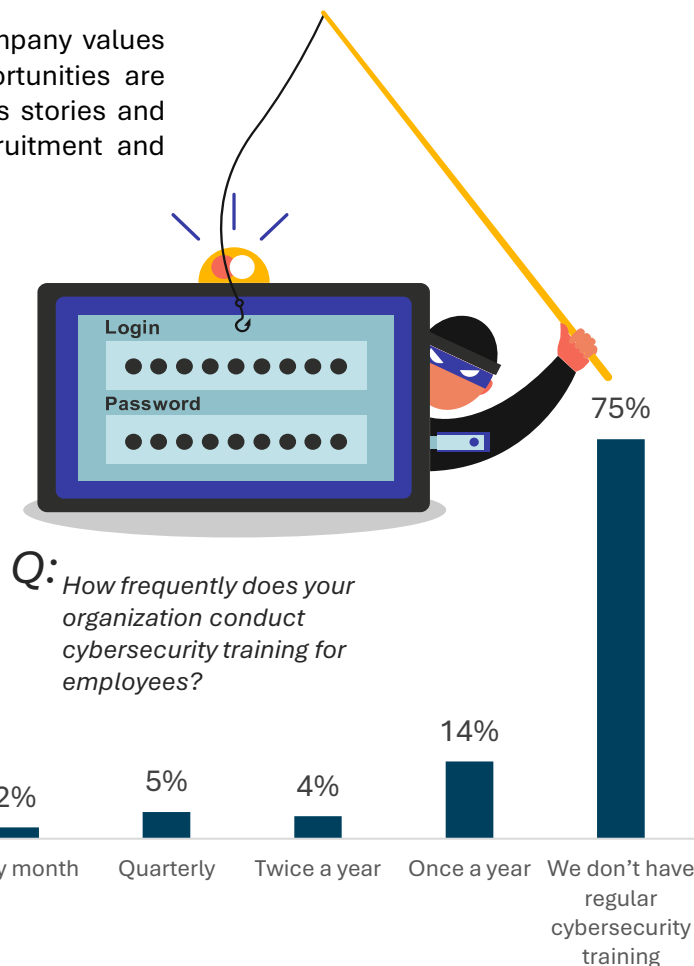 mpany values
ortunities are
s stories and
ruitment and
Login
Password
75%
Q: How frequently does your
organization conduct
cybersecurity training for
employees?
14%
5%
4%
2%
y month
Quarterly
Twice a year
Once a year
We don't have
regular
cybersecurity
training